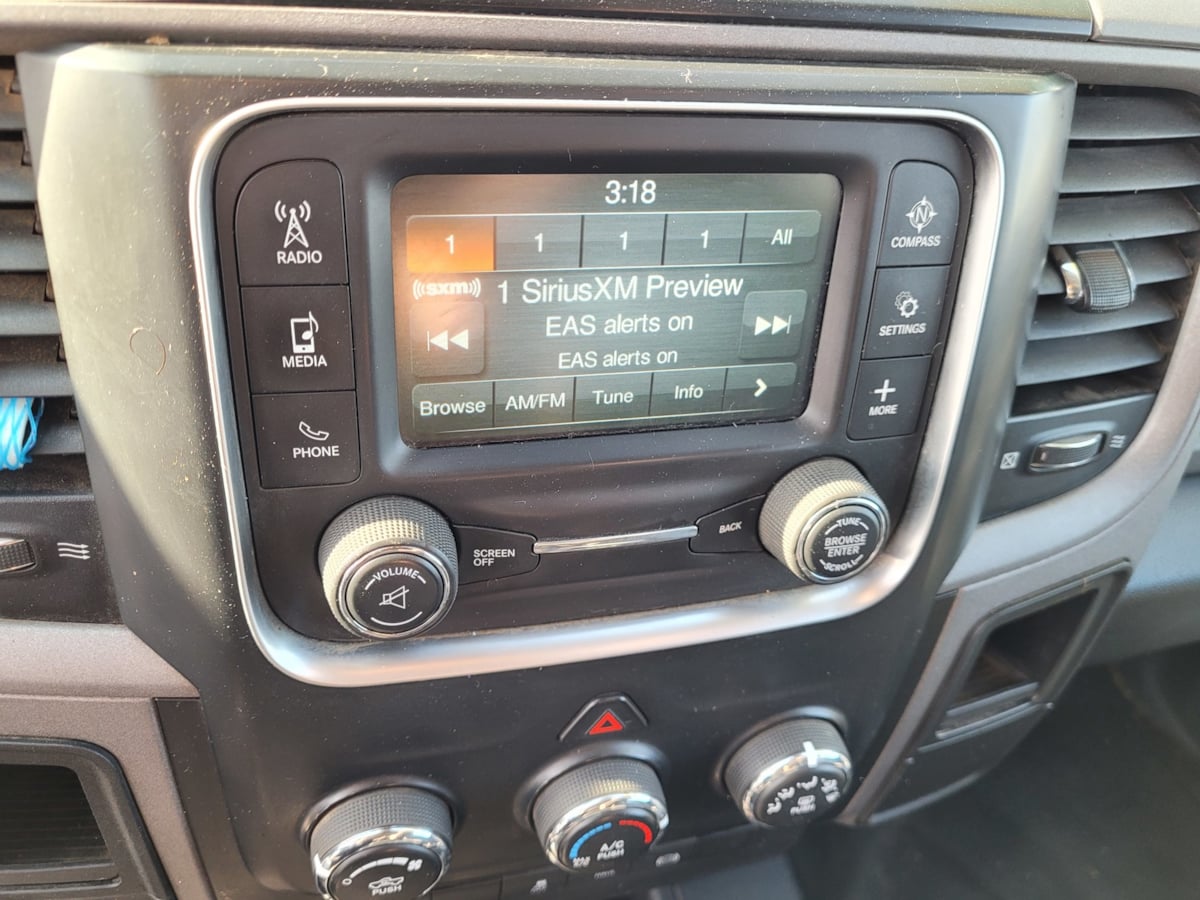 3:18
1 1 1 1 All
((sxm)) 1 SiriusXM Preview
EAS alerts on
EAS alerts on
Browse AM/FM Tune Info >
RADIO
MEDIA
PHONE
N
COMPASS
SETTINGS
+
MORE
VOLUME
SCREEN
OFF
BACK
TUNE
BROWSE
ENTER
SCROLL
PUSH
A/C
PUSH
PUSH